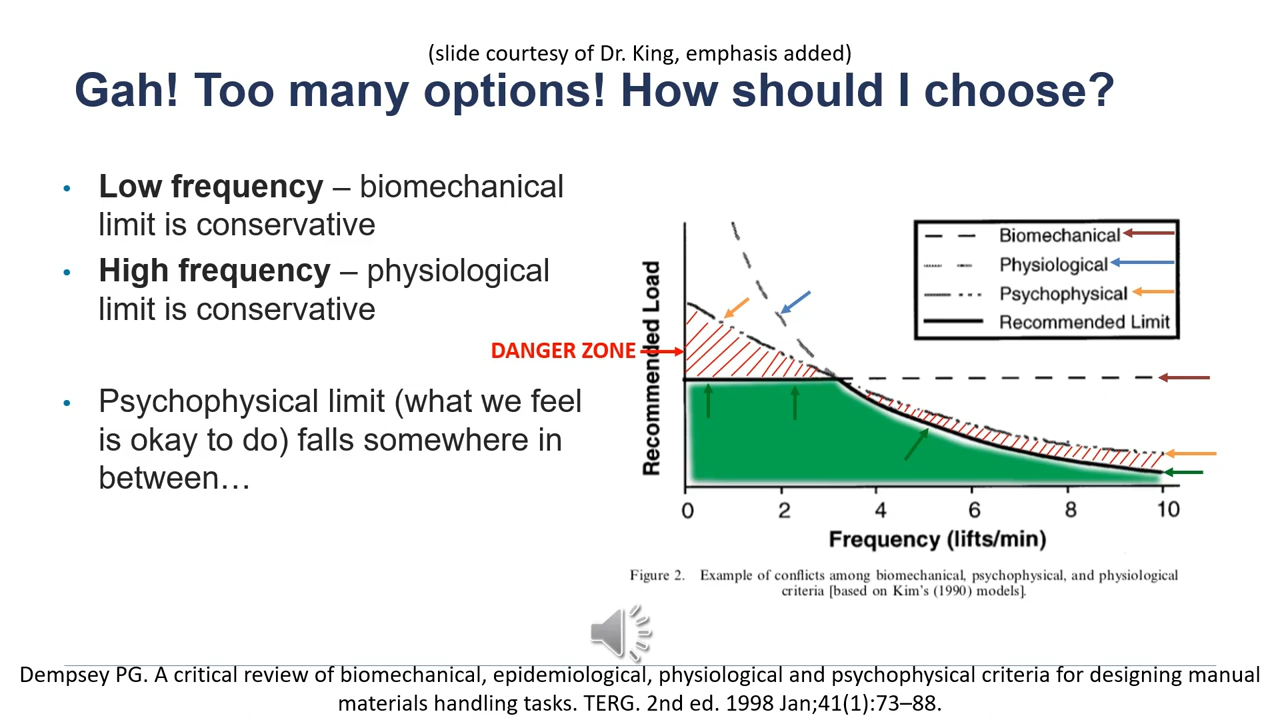 (slide courtesy of Dr. King, emphasis added)
Gah! Too many options! How should I choose?
• Low frequency – biomechanical
limit is conservative
• High frequency – physiological
limit is conservative
• Psychophysical limit (what we feel
is okay to do) falls somewhere in
between…
DANGER ZONE
Recommended Load
Biomechanical
Physiological
Psychophysical
Recommended Limit
0 2 4 6 8 10
Frequency (lifts/min)
Figure 2. Example of conflicts among biomechanical, psychophysical, and physiological
criteria [based on Kim's (1990) models].
Dempsey PG. A critical review of biomechanical, epidemiological, physiological and psychophysical criteria for designing manual
materials handling tasks. TERG. 2nd ed. 1998 Jan;41(1):73–88.